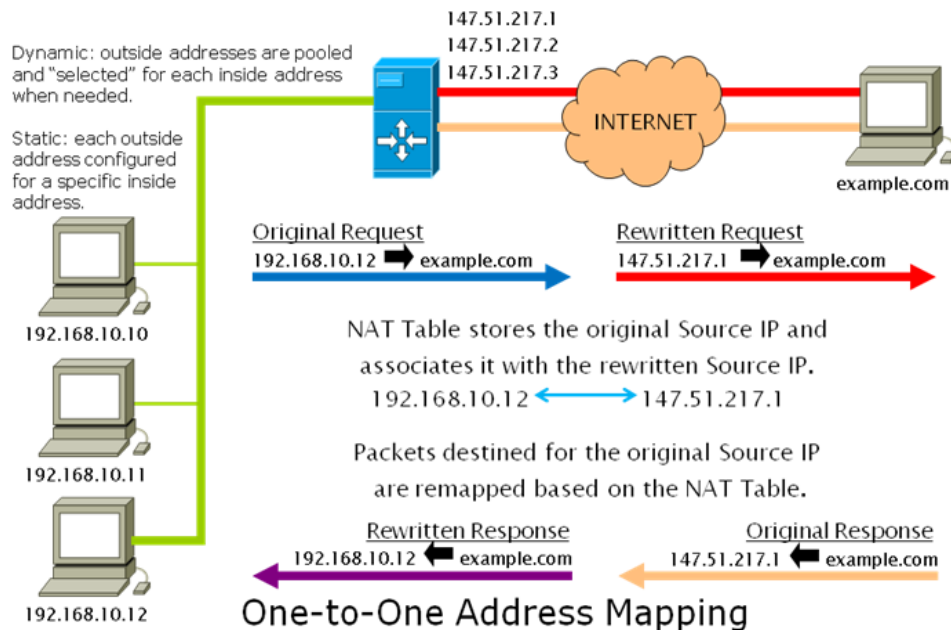 147.51.217.1
147.51.217.2
147.51.217.3
Dynamic: outside addresses are pooled
and “selected” for each inside address
when needed.
Static: each outside
address configured
for a specific inside
address.
INTERNET
example.com
192.168.10.10
192.168.10.11
192.168.10.12
Original Request
192.168.10.12 example.com
Rewritten Request
147.51.217.1 example.com
NAT Table stores the original Source IP and
associates it with the rewritten Source IP.
192.168.10.12 147.51.217.1
Packets destined for the original Source IP
are remapped based on the NAT Table.
Rewritten Response
192.168.10.12 example.com
Original Response
147.51.217.1 example.com
One-to-One Address Mapping